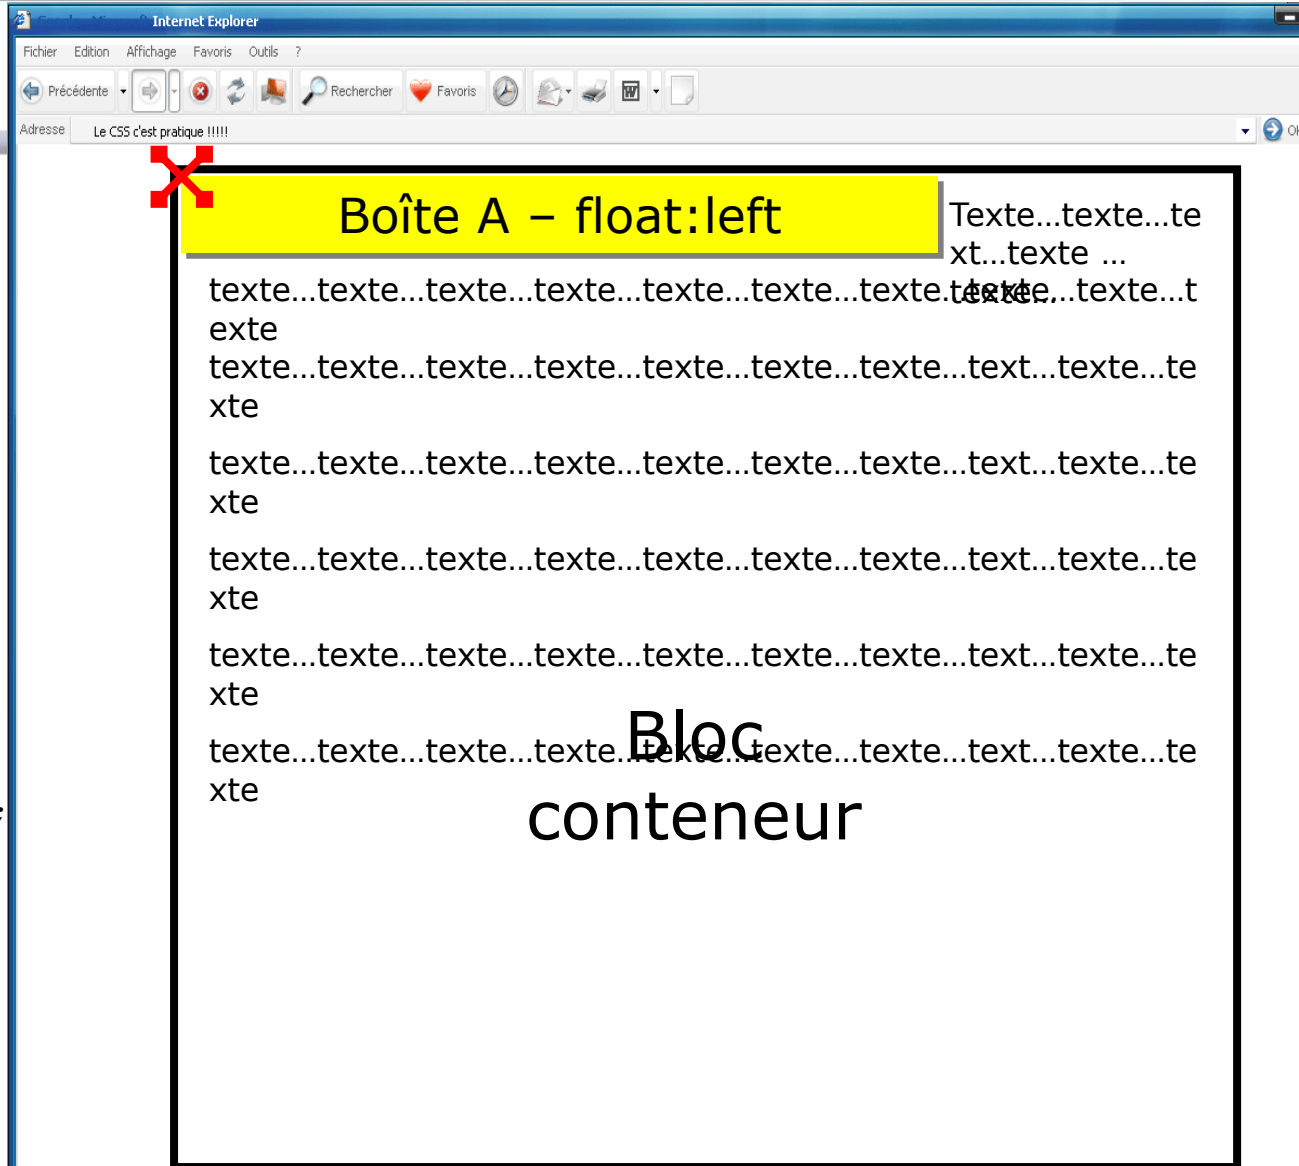 Internet Explorer
Fichier Edition Affichage Favoris Outils ?
Précédente Rechercher Favoris
Adresse Le CSS c'est pratique !!!!!
Boîte A – float:left
Texte...texte...te
xt...texte ...
texte...
texte...texte...texte...texte...texte...texte...texte...texte...texte...t
exte
texte...texte...texte...texte...texte...texte...texte...text...texte...te
xte
texte...texte...texte...texte...texte...texte...texte...text...texte...te
xte
texte...texte...texte...texte...texte...texte...texte...text...texte...te
xte
texte...texte...texte...texte...texte...texte...texte...text...texte...te
xte
texte...texte...texte...texte...texte...texte...texte...text...texte...te
xte
Bloc
conteneur